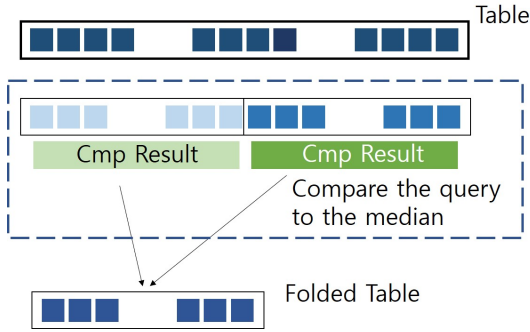 Table
Cmp Result
Cmp Result
Compare the query
to the median
Folded Table